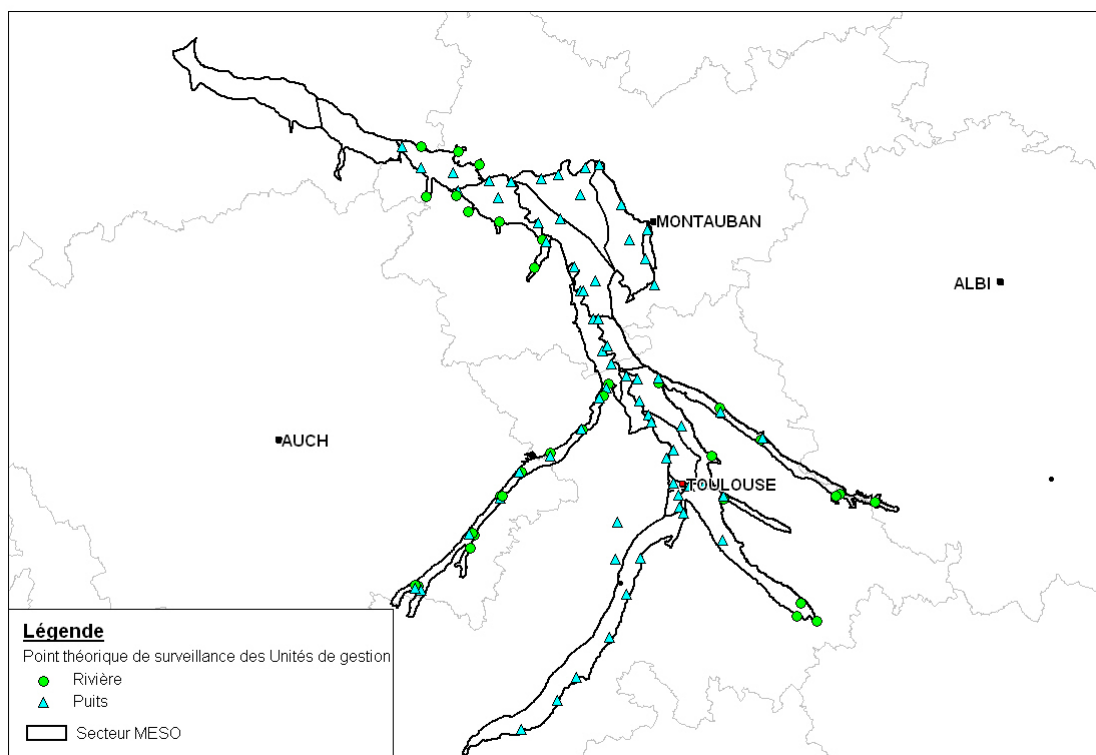 MONTAUBAN
ALBI
AUCH
TOULOUSE
Légende
Point théorique de surveillance des Unités de gestion
Rivière
Puits
Secteur MESO